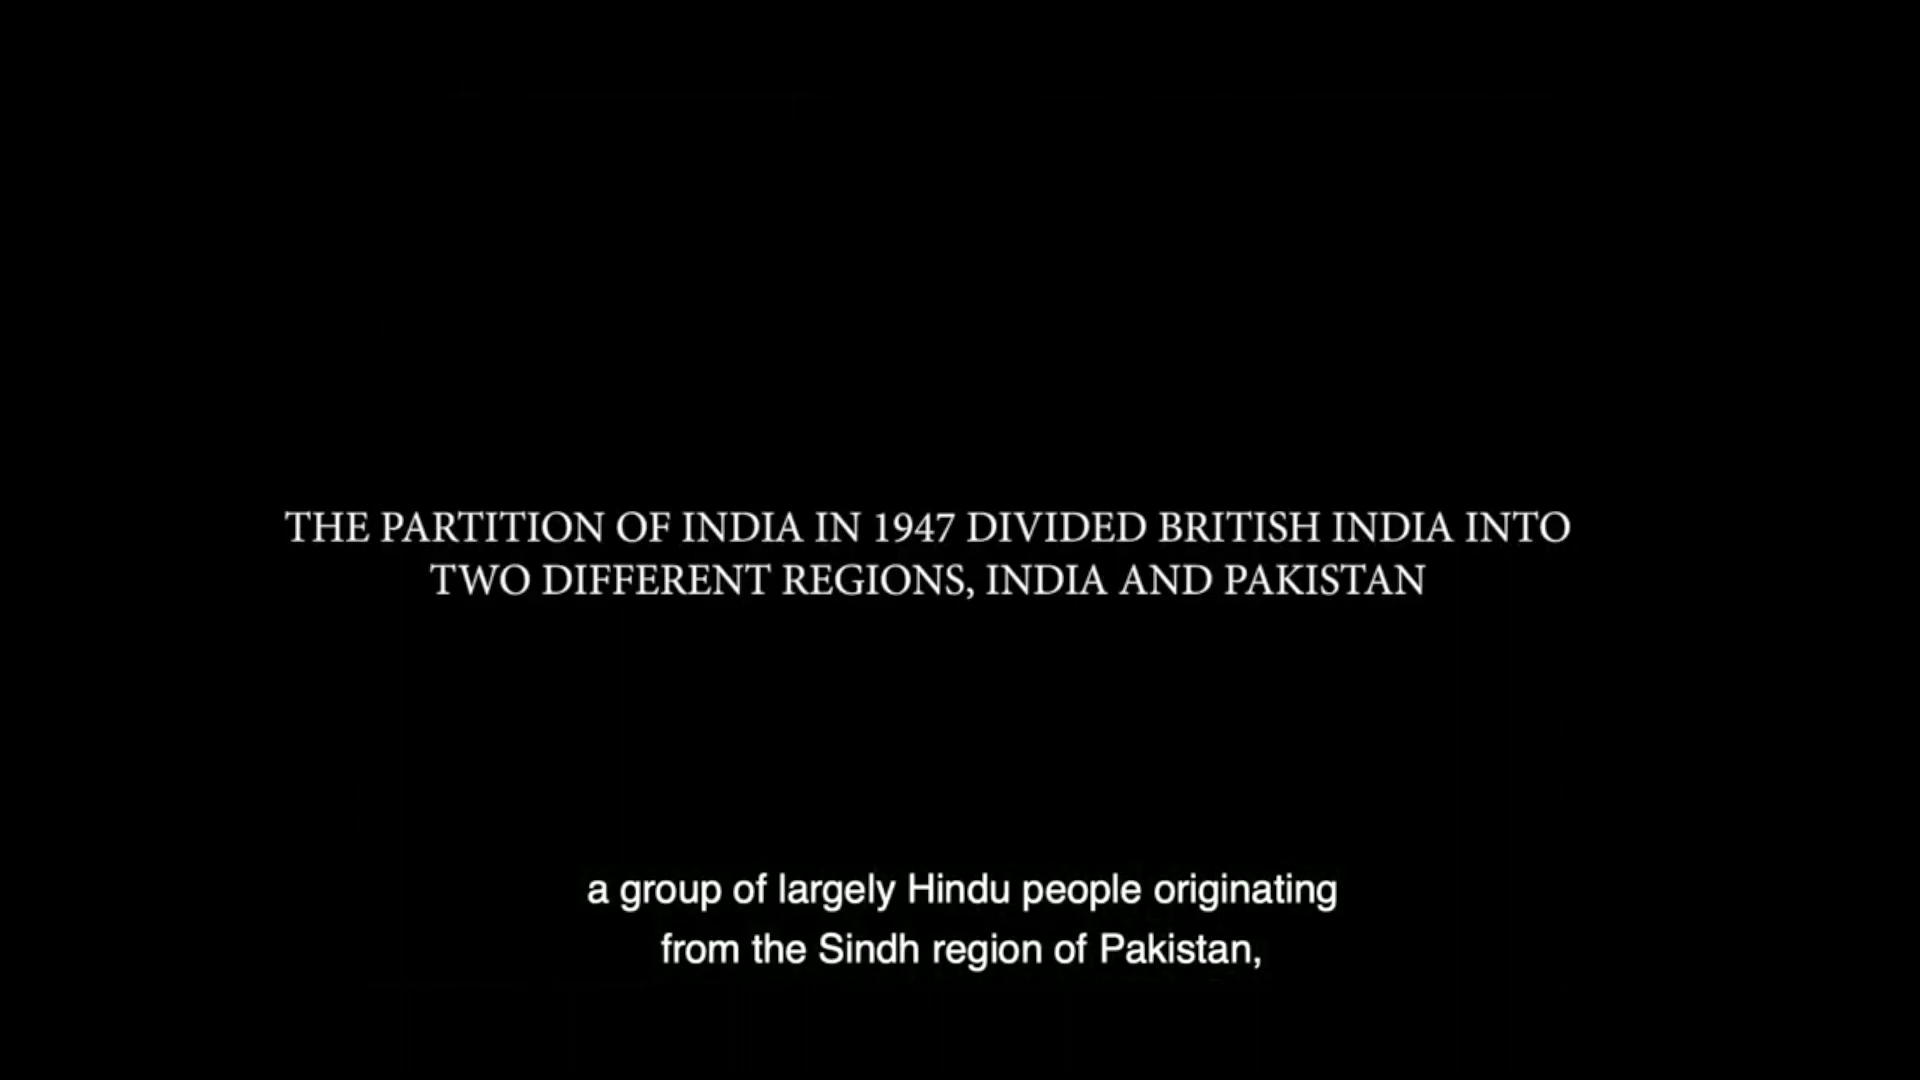 THE PARTITION OF INDIA IN 1947 DIVIDED BRITISH INDIA INTO
TWO DIFFERENT REGIONS, INDIA AND PAKISTAN
a group of largely Hindu people originating
from the Sindh region of Pakistan,